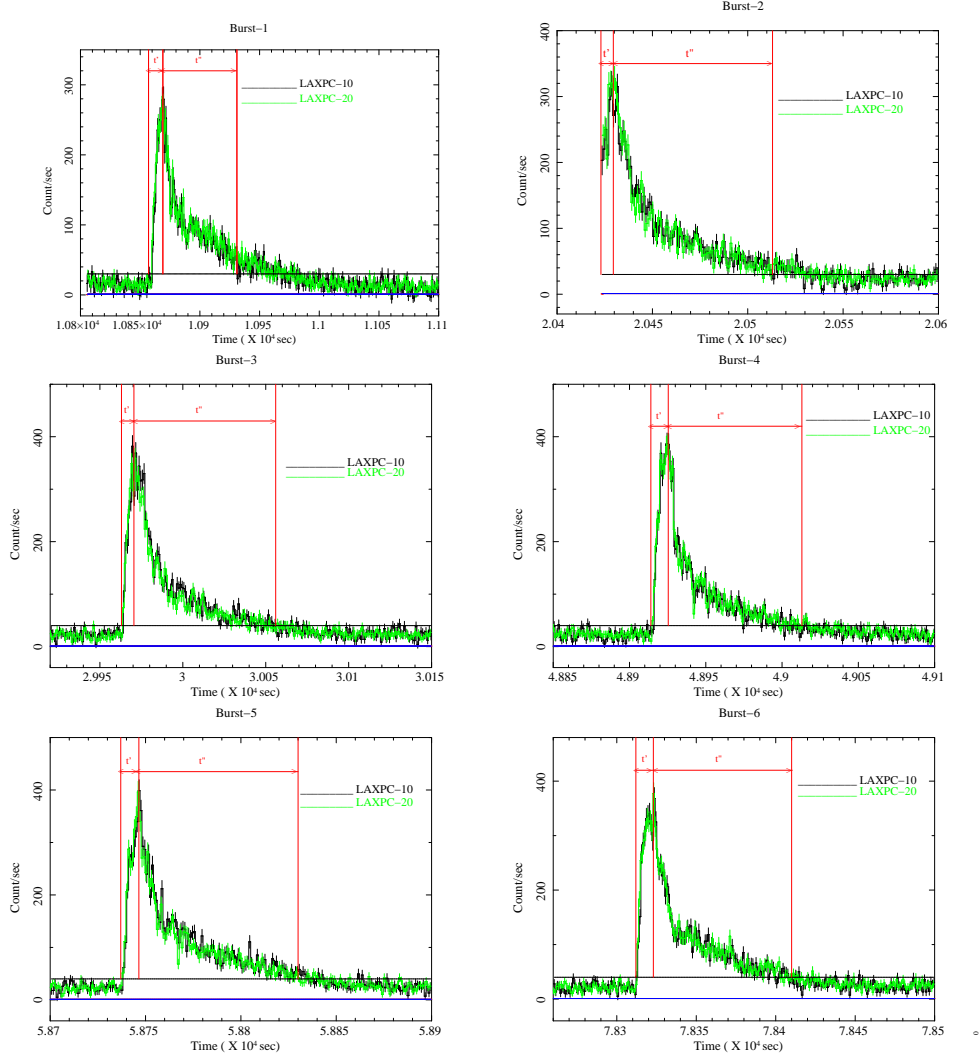 Burst−1
t'
t"
LAXPC−10
LAXPC−20
Count/sec
300
200
100
0
1.08×10⁴
1.085×10⁴
1.09
1.095
1.1
1.105
1.11
Time ( X 10⁴ sec)
Burst−2
t'
t"
LAXPC−10
LAXPC−20
Count/sec
400
300
200
100
0
2.04
2.045
2.05
2.055
2.06
Time ( X 10⁴ sec)
Burst−3
t'
t"
LAXPC−10
LAXPC−20
Count/sec
400
200
0
2.995
3
3.005
3.01
3.015
Time ( X 10⁴ sec)
Burst−4
t'
t"
LAXPC−10
LAXPC−20
Count/sec
400
200
0
4.885
4.89
4.895
4.9
4.905
4.91
Time ( X 10⁴ sec)
Burst−5
t'
t"
LAXPC−10
LAXPC−20
Count/sec
400
200
0
5.87
5.875
5.88
5.885
5.89
Time ( X 10⁴ sec)
Burst−6
t'
t"
LAXPC−10
LAXPC−20
Count/sec
400
200
0
7.83
7.835
7.84
7.845
7.85
Time ( X 10⁴ sec)
0